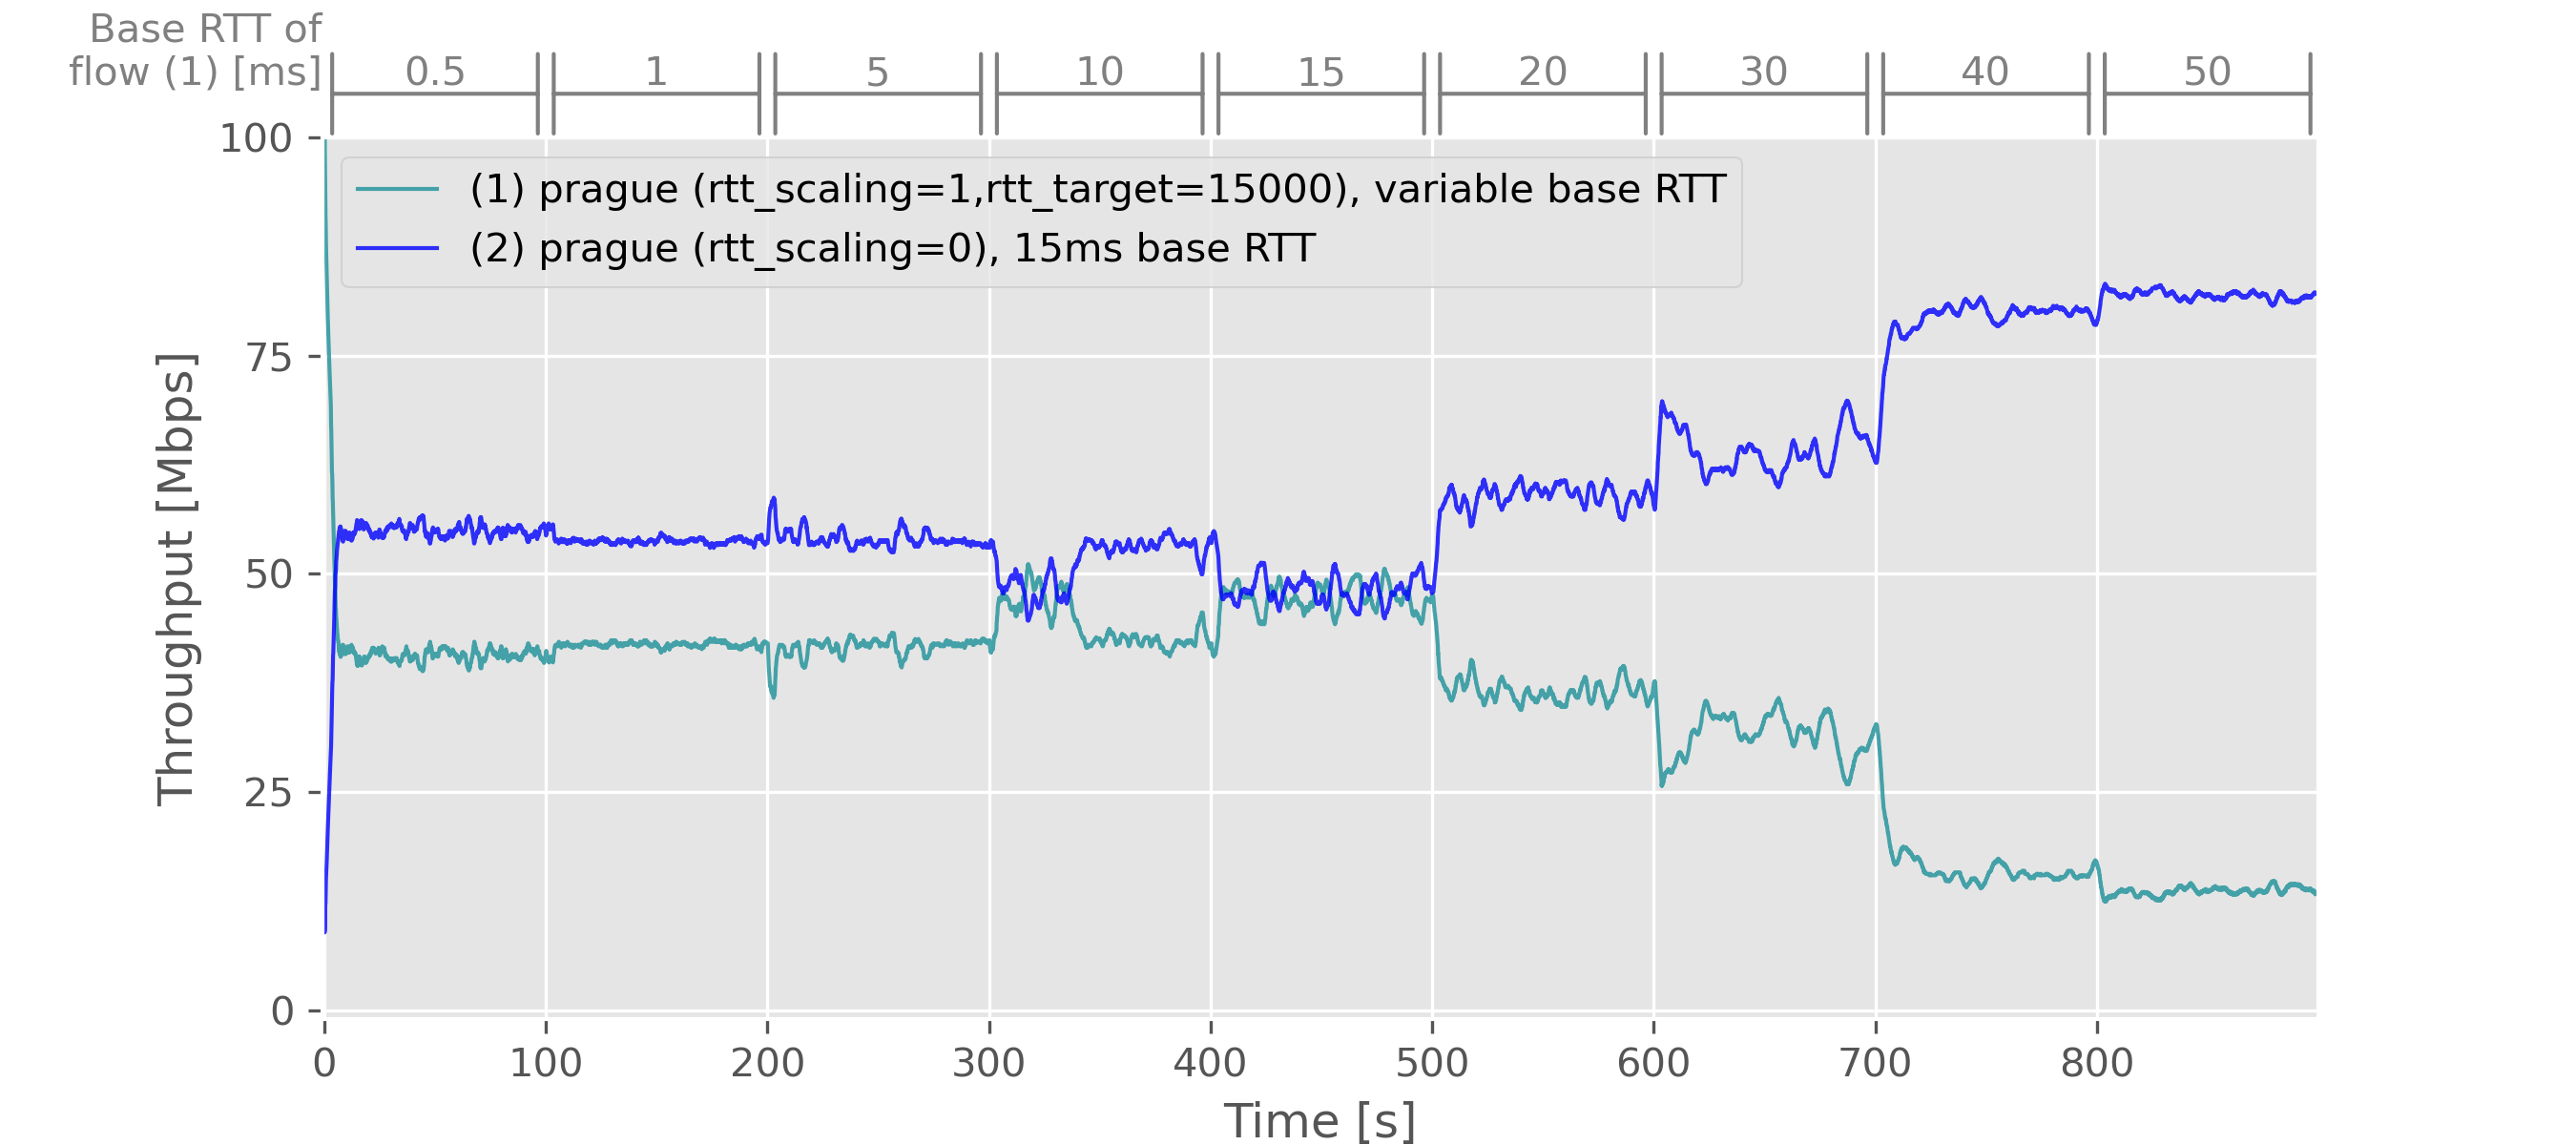 Base RTT of
flow (1) [ms]
0.5 1 5 10 15 20 30 40 50
(1) prague (rtt_scaling=1,rtt_target=15000), variable base RTT
(2) prague (rtt_scaling=0), 15ms base RTT
Throughput [Mbps]
100
75
50
25
0
0 100 200 300 400 500 600 700 800
Time [s]